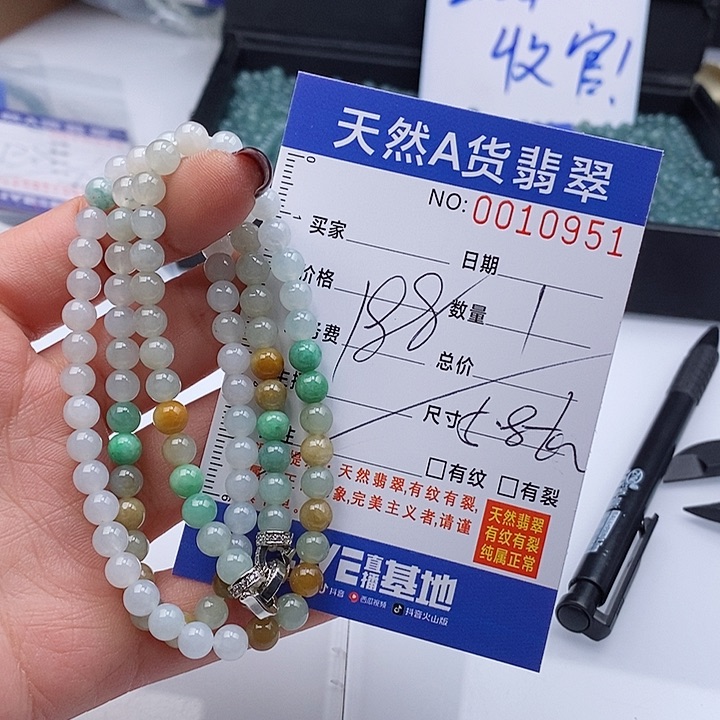 收官!
天然A货翡翠
NO: 0010951
买家
日期
价格 188 数量 1
费
总价
尺寸
□有纹 □有裂
天然翡翠,有纹有裂,
象,完美主义者,请谨
天然翡翠
有纹有裂
纯属正常
直播基地
抖音 西瓜视频 抖音火山版